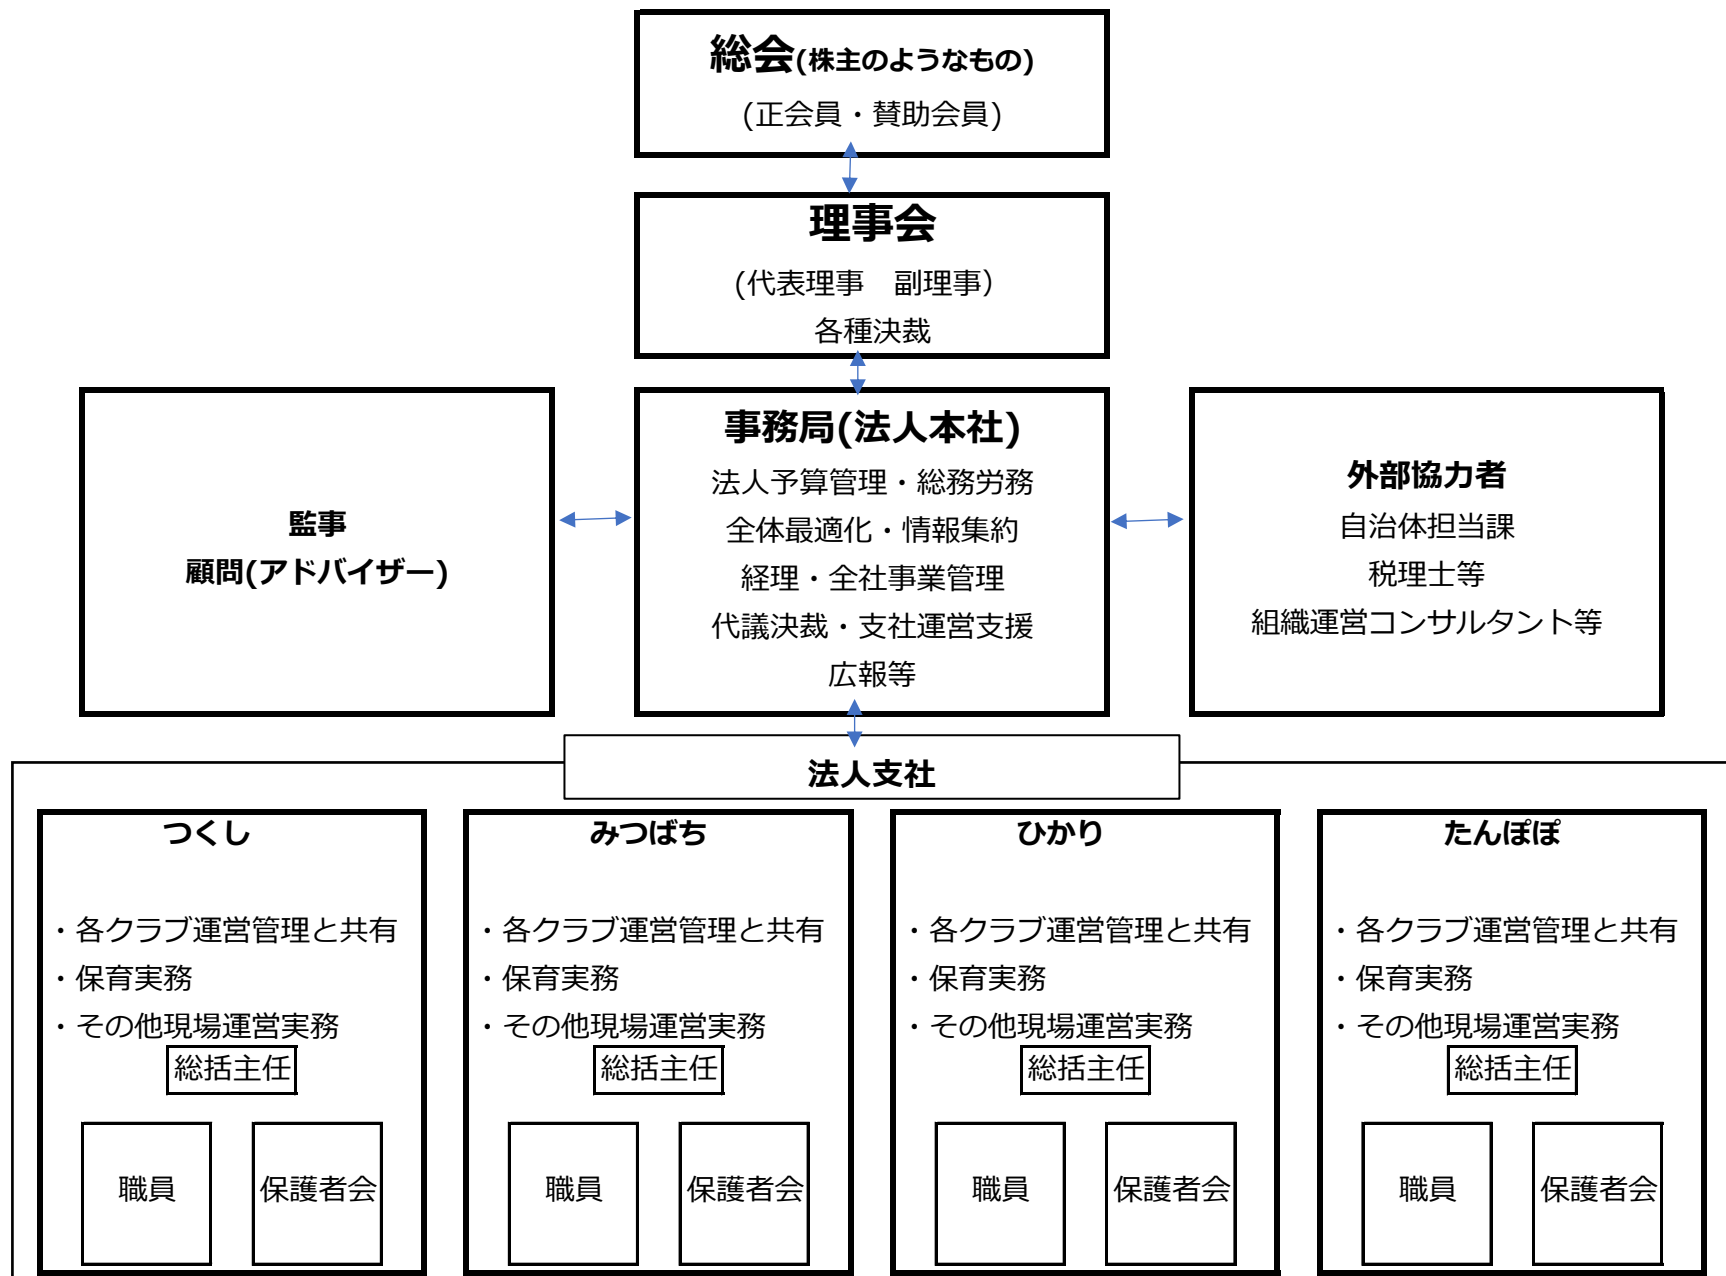 総会(株主のようなもの)
(正会員・賛助会員)
理事会
(代表理事　副理事）
各種決裁
監事
顧問(アドバイザー)
事務局(法人本社)
法人予算管理・総務労務
全体最適化・情報集約
経理・全社事業管理
代議決裁・支社運営支援
広報等
外部協力者
自治体担当課
税理士等
組織運営コンサルタント等
法人支社
つくし
・各クラブ運営管理と共有
・保育実務
・その他現場運営実務
総括主任
職員
保護者会
みつばち
・各クラブ運営管理と共有
・保育実務
・その他現場運営実務
総括主任
職員
保護者会
ひかり
・各クラブ運営管理と共有
・保育実務
・その他現場運営実務
総括主任
職員
保護者会
たんぽぽ
・各クラブ運営管理と共有
・保育実務
・その他現場運営実務
総括主任
職員
保護者会